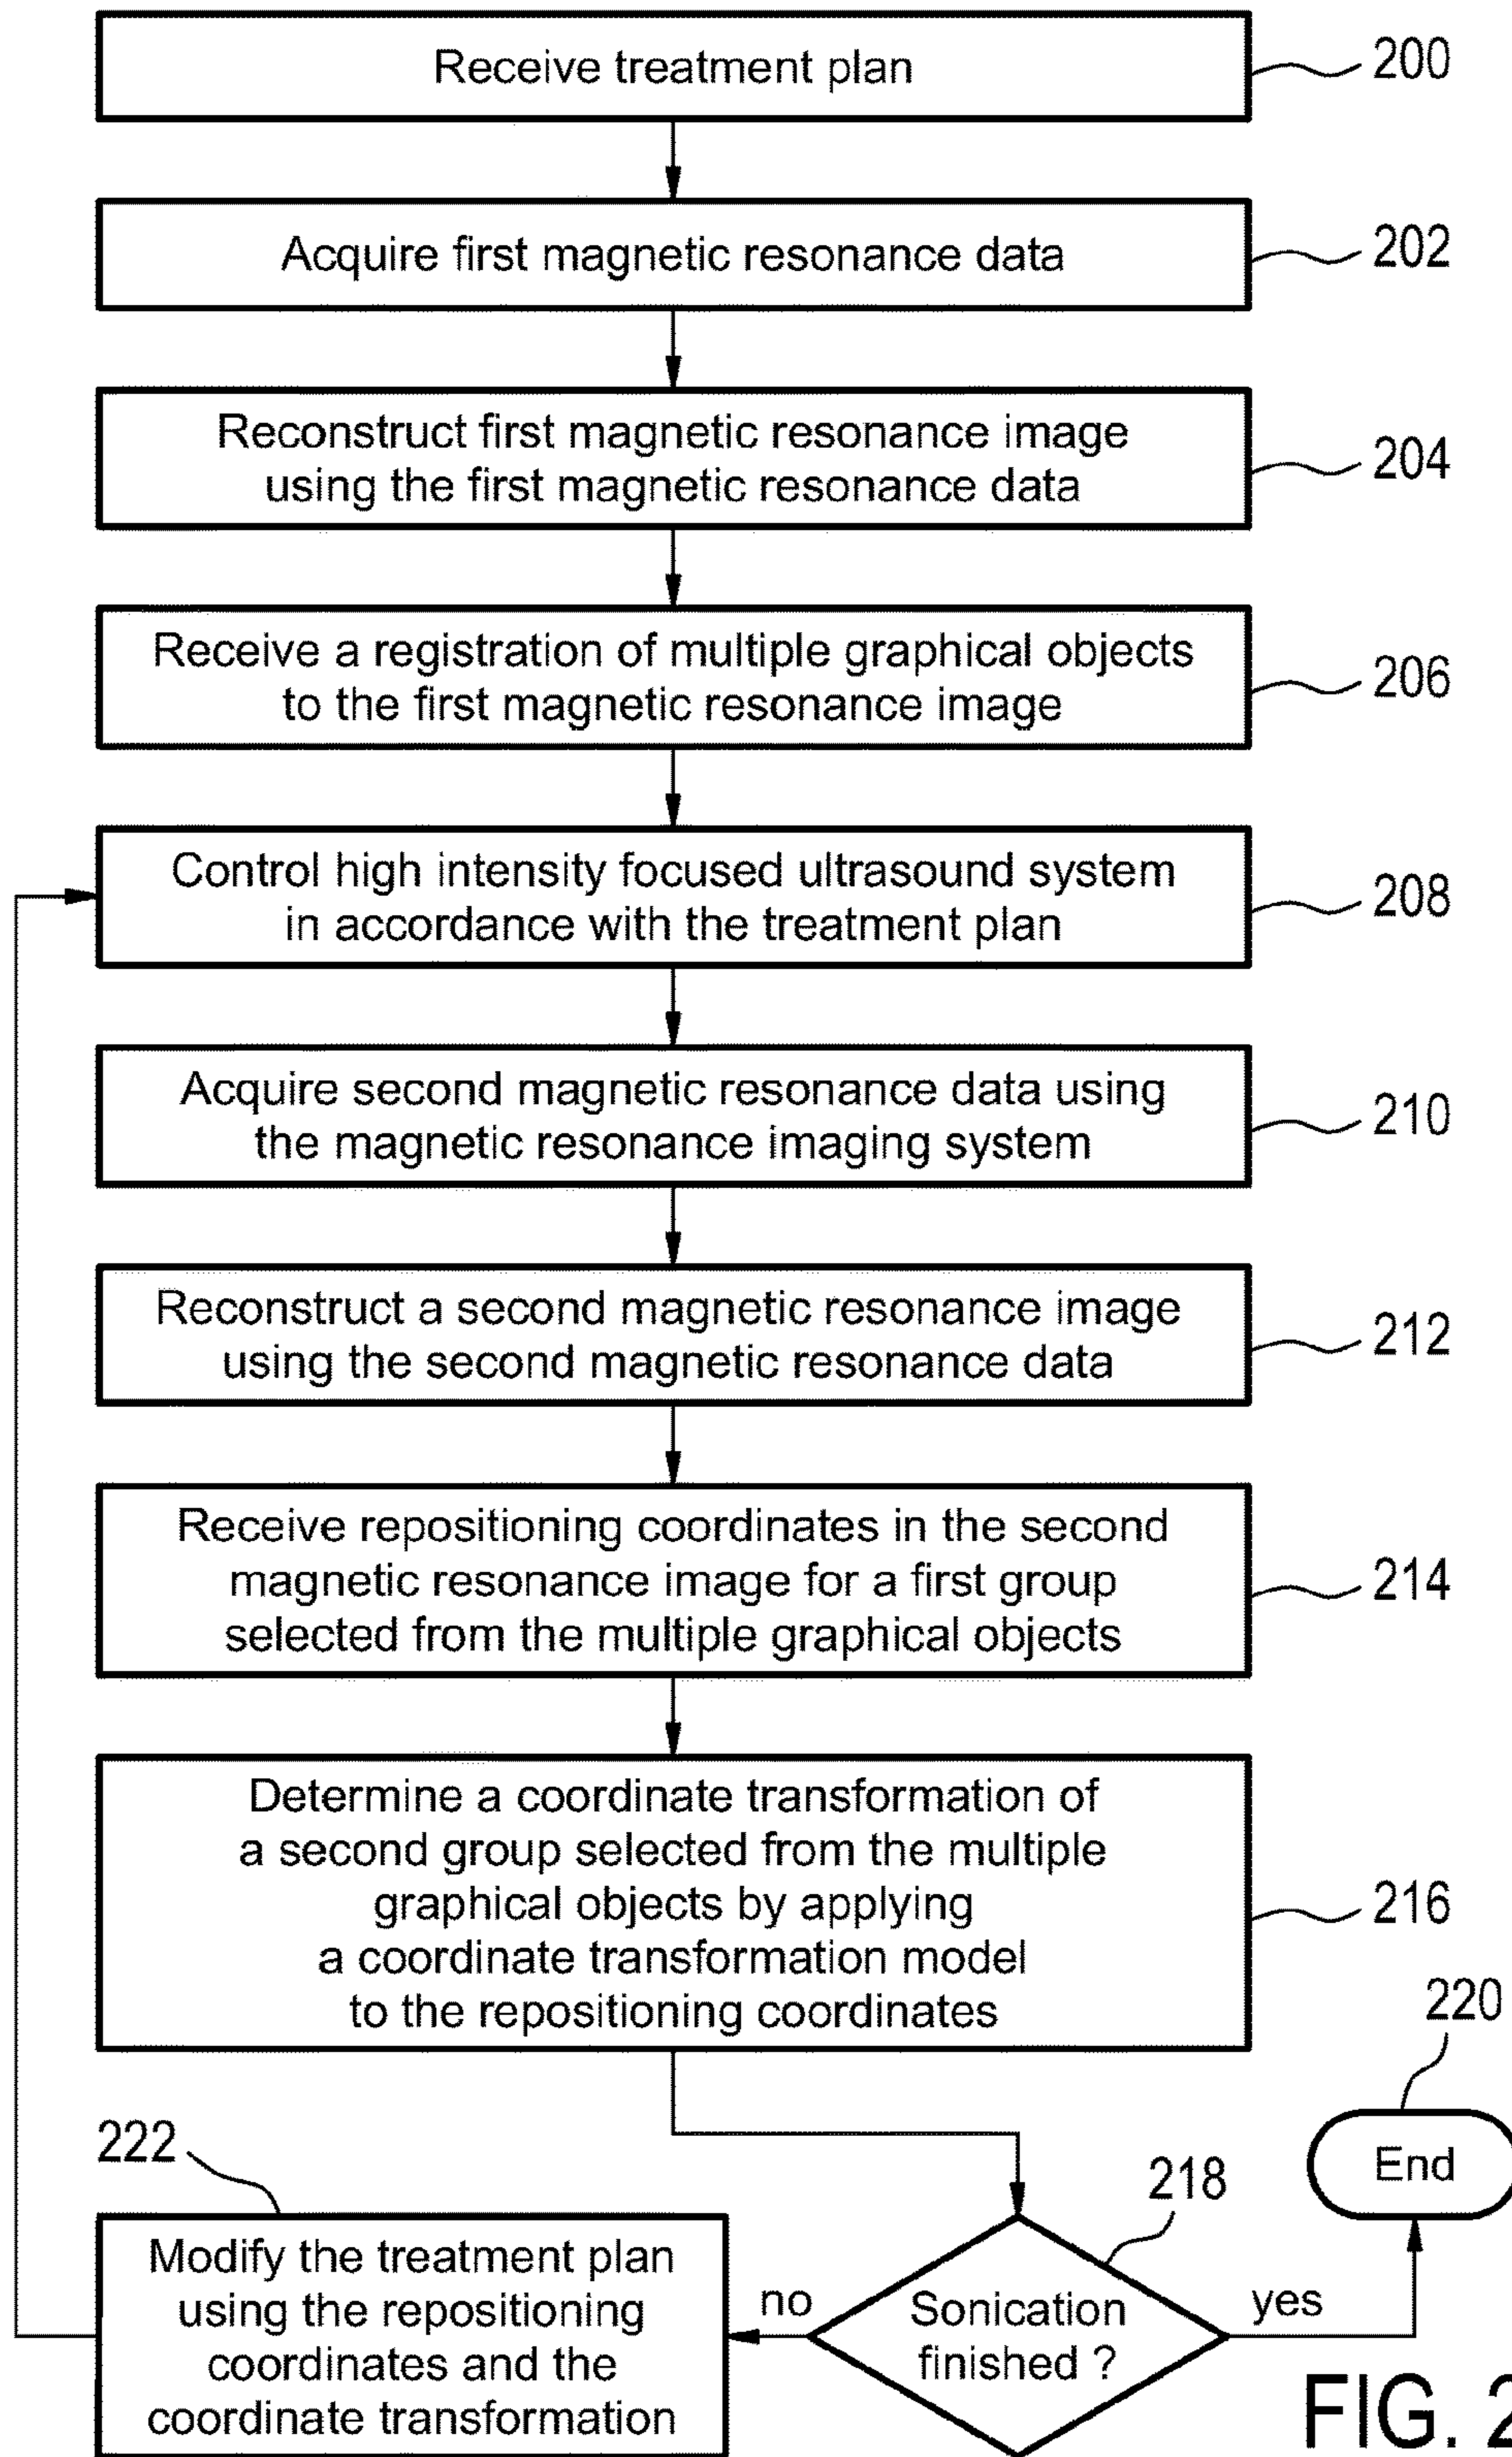 Receive treatment plan
200
Acquire first magnetic resonance data
202
Reconstruct first magnetic resonance image
using the first magnetic resonance data
204
Receive a registration of multiple graphical objects
to the first magnetic resonance image
206
Control high intensity focused ultrasound system
in accordance with the treatment plan
208
Acquire second magnetic resonance data using
the magnetic resonance imaging system
210
Reconstruct a second magnetic resonance image
using the second magnetic resonance data
212
Receive repositioning coordinates in the second
magnetic resonance image for a first group
selected from the multiple graphical objects
214
Determine a coordinate transformation of
a second group selected from the multiple
graphical objects by applying
a coordinate transformation model
to the repositioning coordinates
216
220
End
222
218
Modify the treatment plan
using the repositioning
coordinates and the
coordinate transformation
no
Sonication
finished ?
yes
FIG. 2